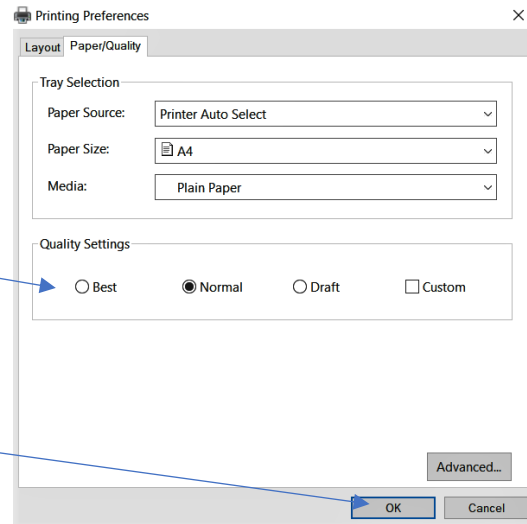 Printing Preferences
Layout Paper/Quality
Tray Selection
Paper Source: Printer Auto Select
Paper Size: A4
Media: Plain Paper
Quality Settings
Best Normal Draft Custom
Advanced...
OK Cancel